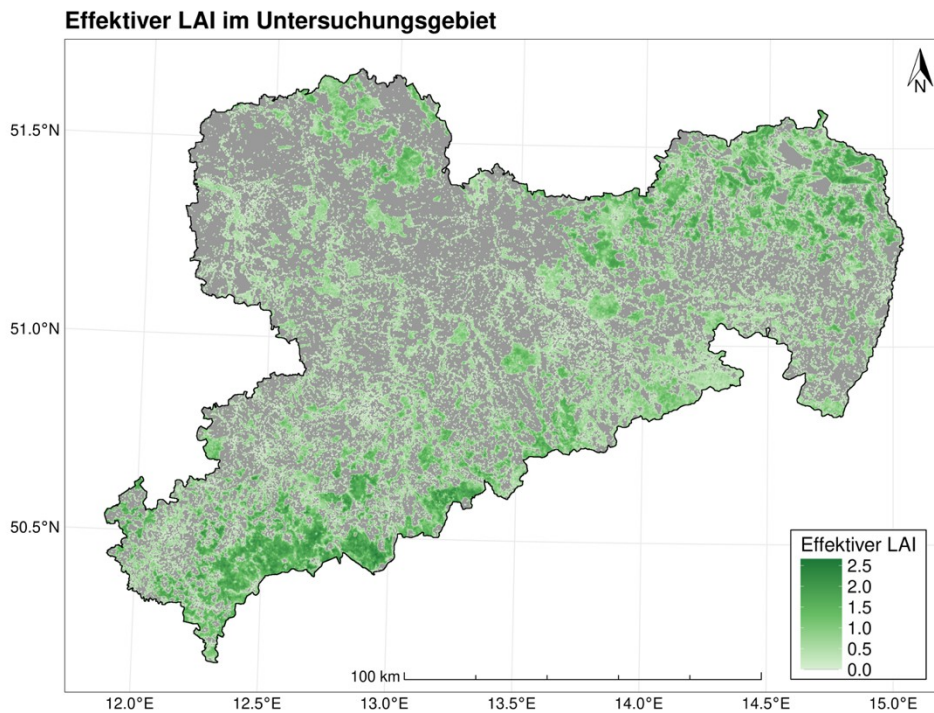 Effektiver LAI im Untersuchungsgebiet
N
51.5°N
51.0°N
50.5°N
Effektiver LAI
2.5
2.0
1.5
1.0
0.5
0.0
100 km
12.0°E 12.5°E 13.0°E 13.5°E 14.0°E 14.5°E 15.0°E